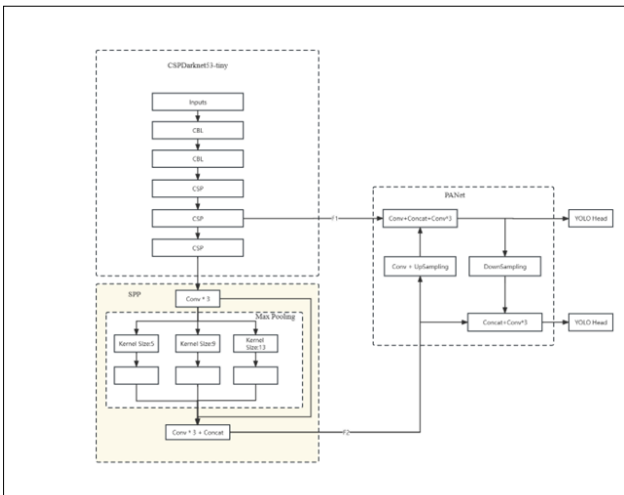 CSPDarknet53-tiny
Inputs
CBL
CBL
CSP
CSP
CSP
F1
PANet
Conv+Concat+Conv*3
YOLO Head
Conv + UpSampling
DownSampling
Concat+Conv*3
YOLO Head
SPP
Conv * 3
Max Pooling
Kernel Size:5
Kernel Size:9
Kernel
Size:13
Conv * 3 + Concat
F2